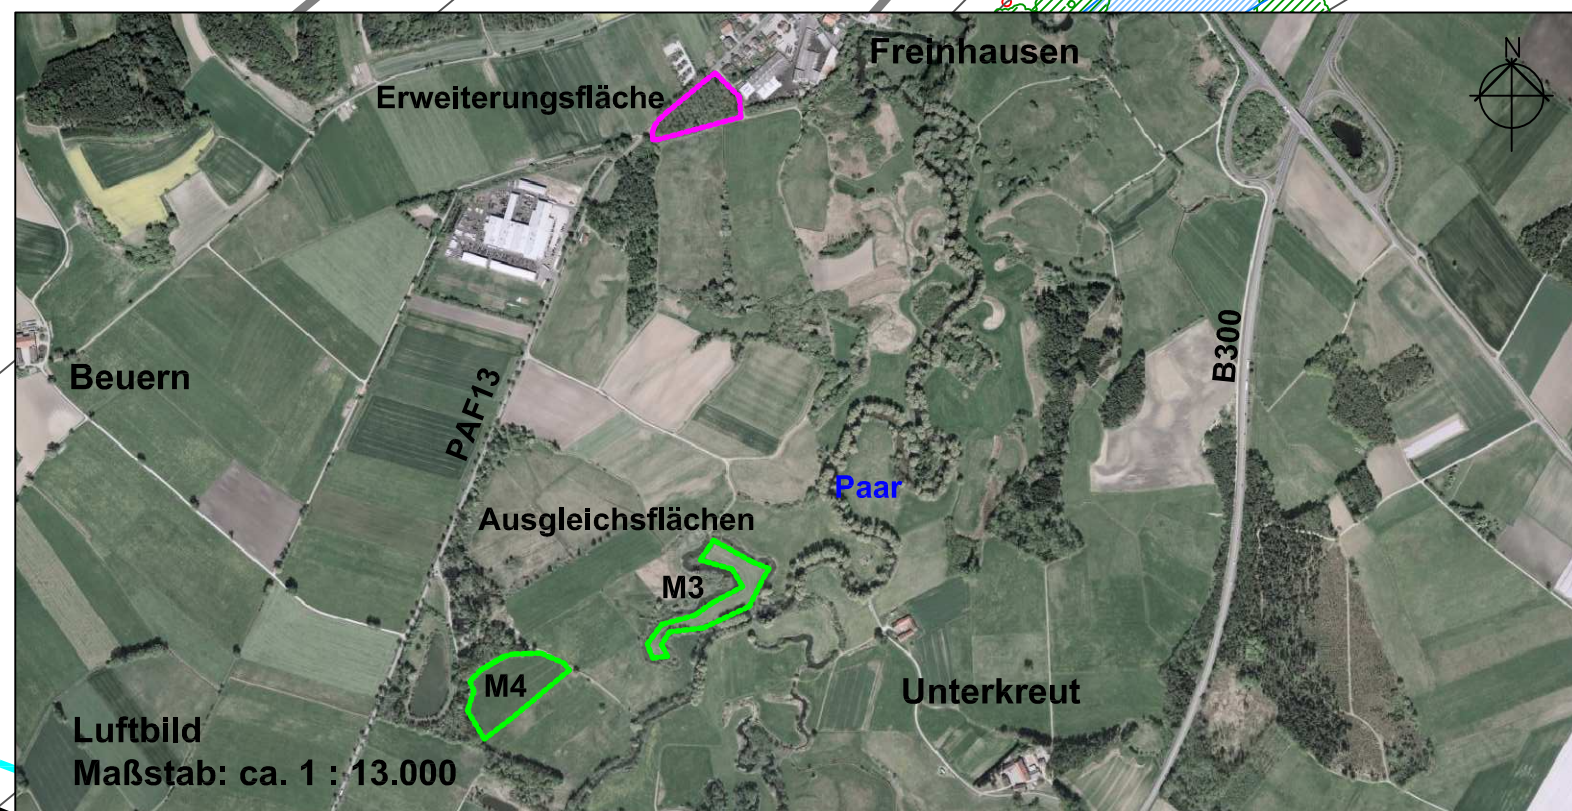 Freinhausen
N
Erweiterungsfläche
B300
Beuern
PAF13
Paar
Ausgleichsflächen
M3
M4
Unterkreut
Luftbild
Maßstab: ca. 1 : 13.000